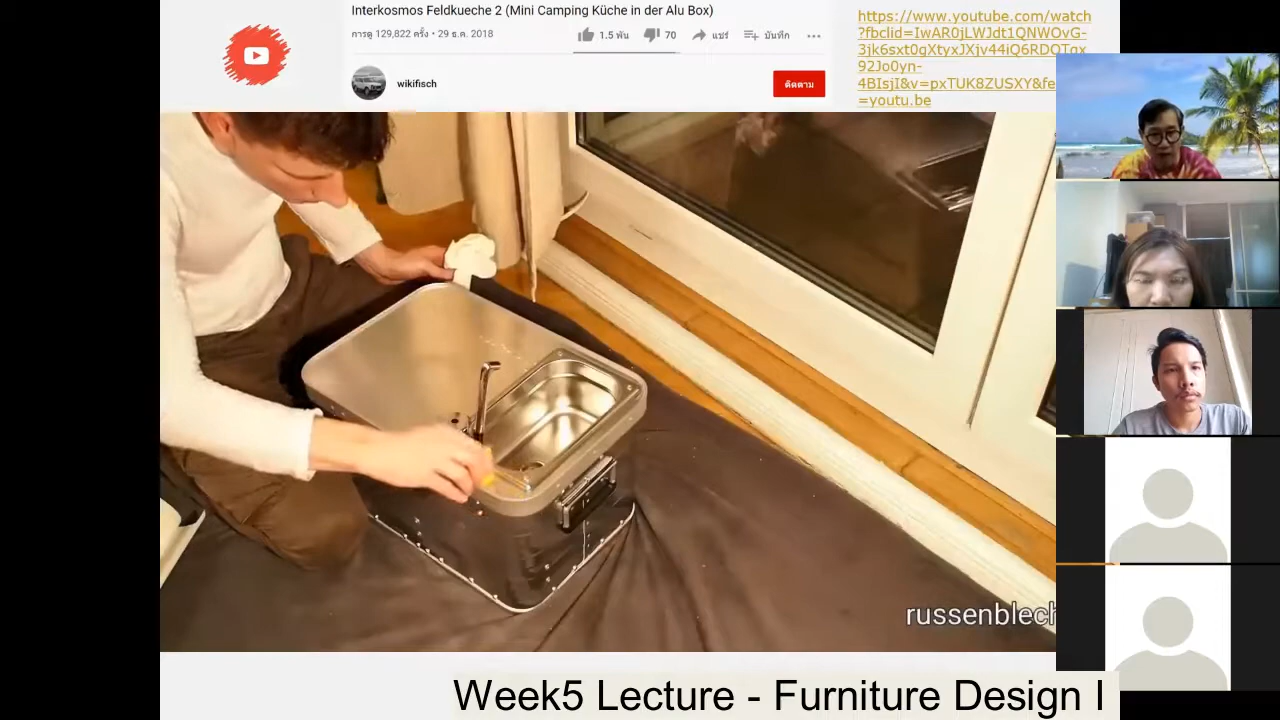 Interkosmos Feldkueche 2 (Mini Camping Küche in der Alu Box)
การดู 129,822 ครั้ง • 29 ธ.ค. 2018
1.5 พัน 70 แชร์ บันทึก
wikifisch
ติดตาม
https://www.youtube.com/watch
?fbclid=IwAR0jLWJdt1QNWOvG-
92Jo0yn-
4BIsjI&v=pxTUK8ZUSXY&fe
=youtu.be
russenblech
Week5 Lecture - Furniture Design I